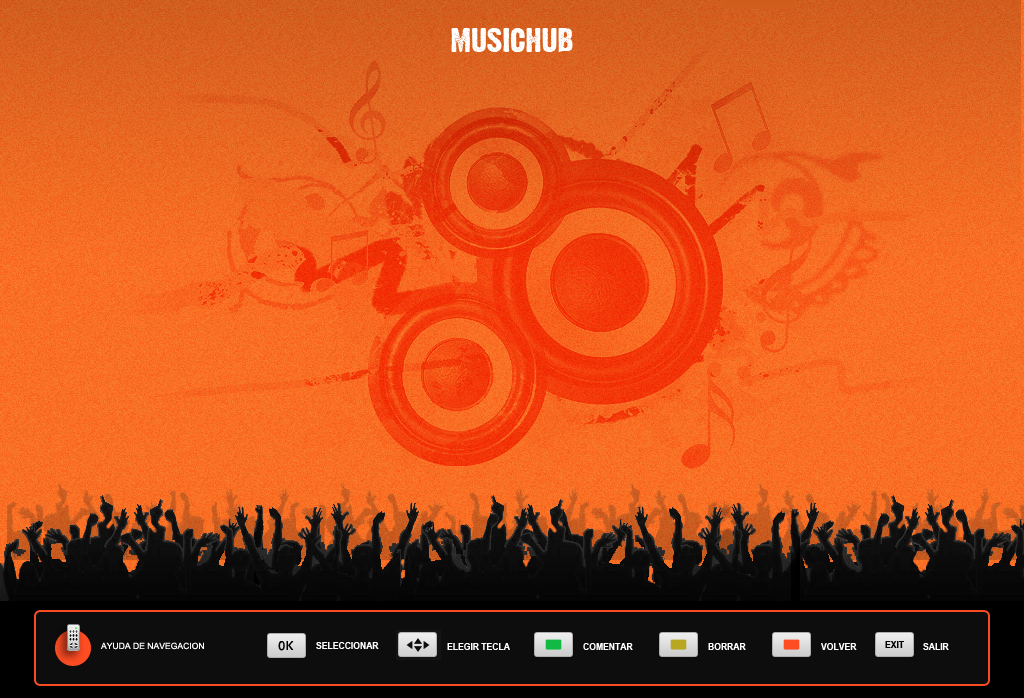 MUSICHUB
AYUDA DE NAVEGACION
OK SELECCIONAR
ELEGIR TECLA
COMENTAR
BORRAR
VOLVER
EXIT SALIR